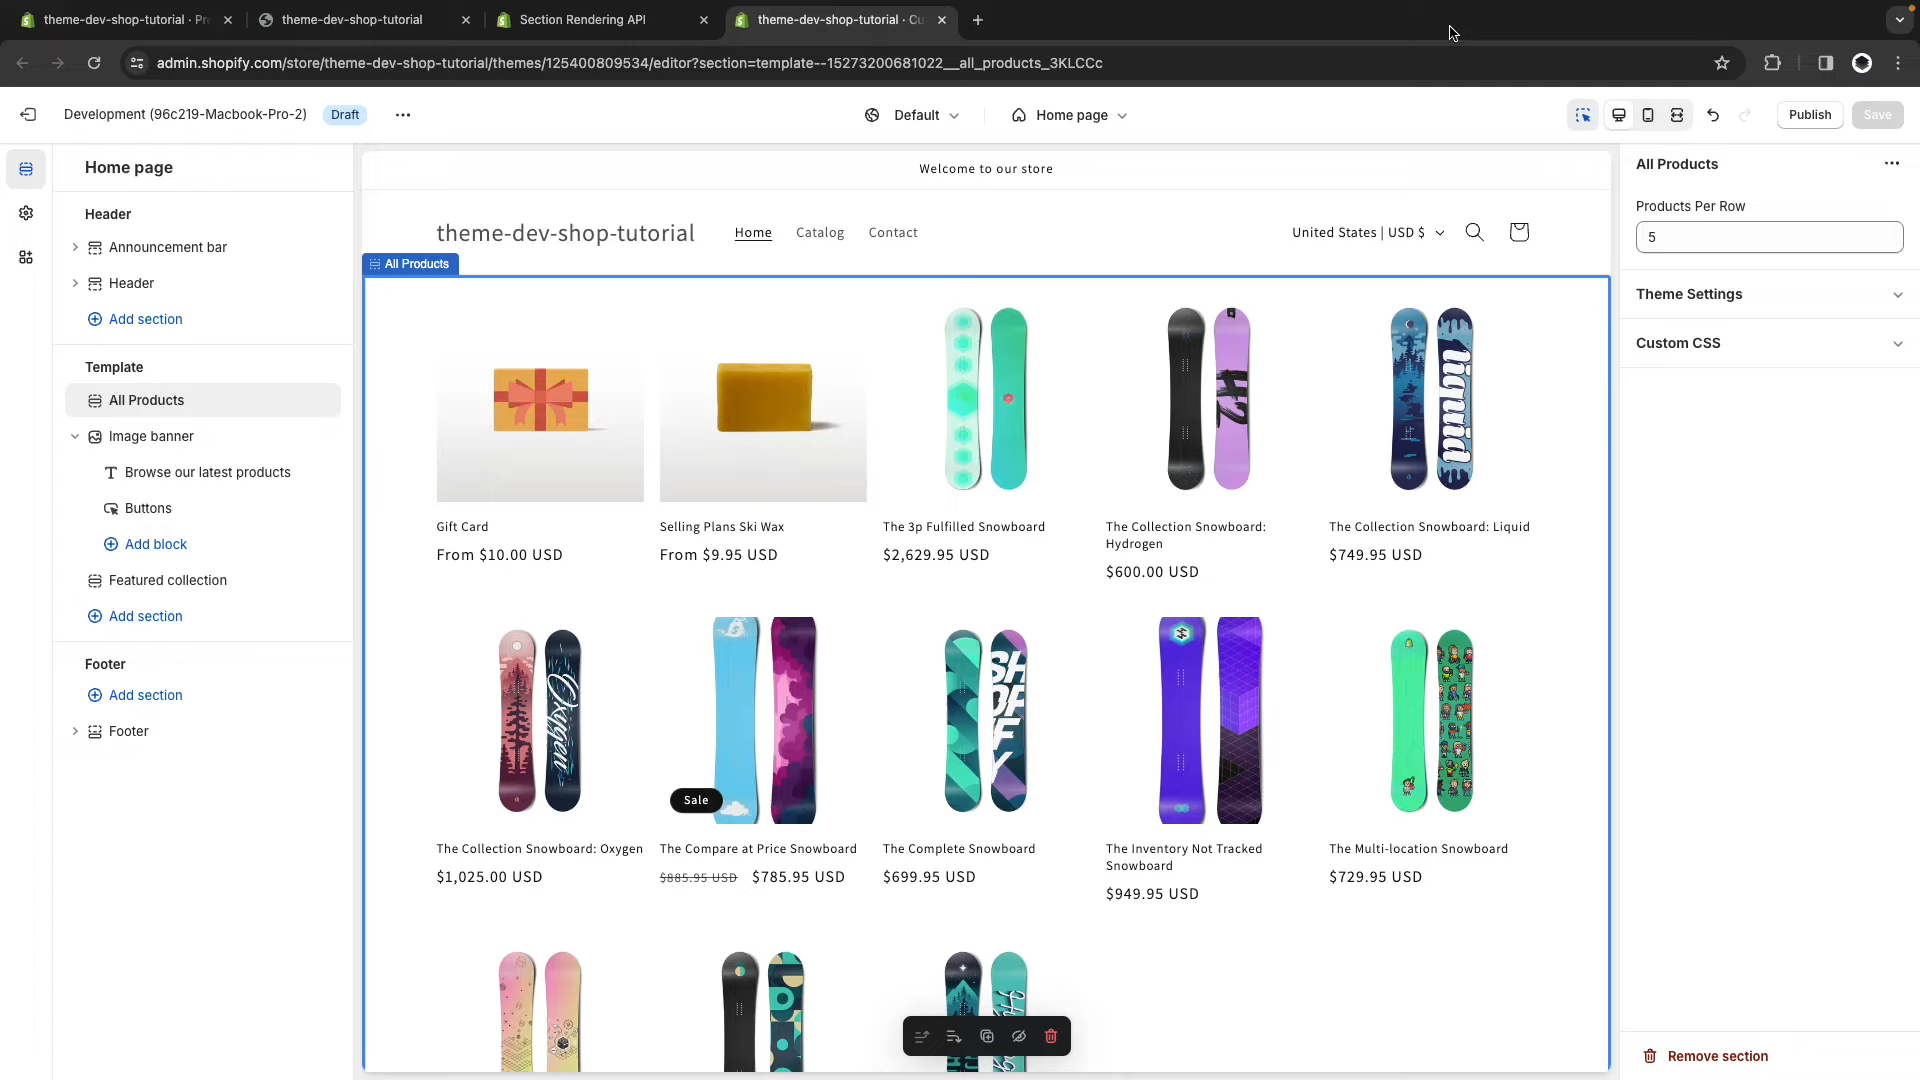 theme-dev-shop-tutorial · Pr
theme-dev-shop-tutorial
Section Rendering API
theme-dev-shop-tutorial · Cu
admin.shopify.com/store/theme-dev-shop-tutorial/themes/125400809534/editor?section=template--15273200681022__all_products_3KLCCc
Development (96c219-Macbook-Pro-2)
Draft
Default
Home page
Publish
Save
Home page
Header
Announcement bar
Header
Add section
Template
All Products
Image banner
Browse our latest products
Buttons
Add block
Featured collection
Add section
Footer
Add section
Footer
Welcome to our store
theme-dev-shop-tutorial
Home
Catalog
Contact
United States | USD $
All Products
liquid
Gift Card
From $10.00 USD
Selling Plans Ski Wax
From $9.95 USD
The 3p Fulfilled Snowboard
$2,629.95 USD
The Collection Snowboard:
Hydrogen
$600.00 USD
The Collection Snowboard: Liquid
$749.95 USD
Oxygen
SH
OP
IF
Y
Sale
The Collection Snowboard: Oxygen
$1,025.00 USD
The Compare at Price Snowboard
$885.95 USD $785.95 USD
The Complete Snowboard
$699.95 USD
The Inventory Not Tracked
Snowboard
$949.95 USD
The Multi-location Snowboard
$729.95 USD
All Products
Products Per Row
5
Theme Settings
Custom CSS
Remove section